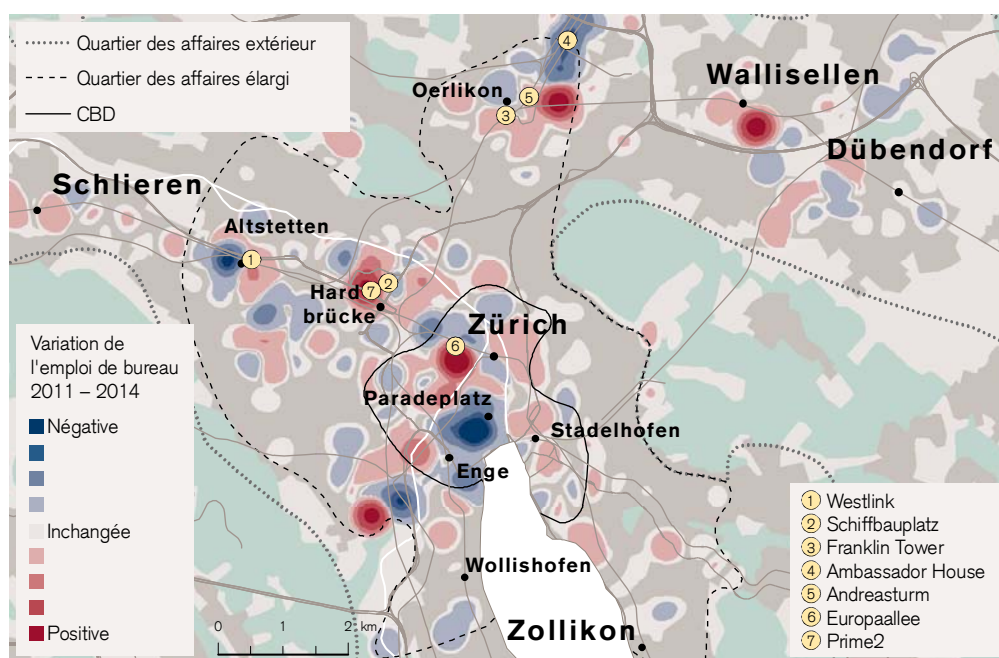 Quartier des affaires extérieur
Quartier des affaires élargi
CBD
4
Oerlikon
5
3
Wallisellen
Dübendorf
Schlieren
Altstetten
1
2
7
Hard
brücke
Zürich
6
Paradeplatz
Stadelhofen
Enge
Wollishofen
Zollikon
Variation de
l'emploi de bureau
2011 – 2014
Négative
Inchangée
Positive
0 1 2 km
1 Westlink
2 Schiffbauplatz
3 Franklin Tower
4 Ambassador House
5 Andreasturm
6 Europaallee
7 Prime2